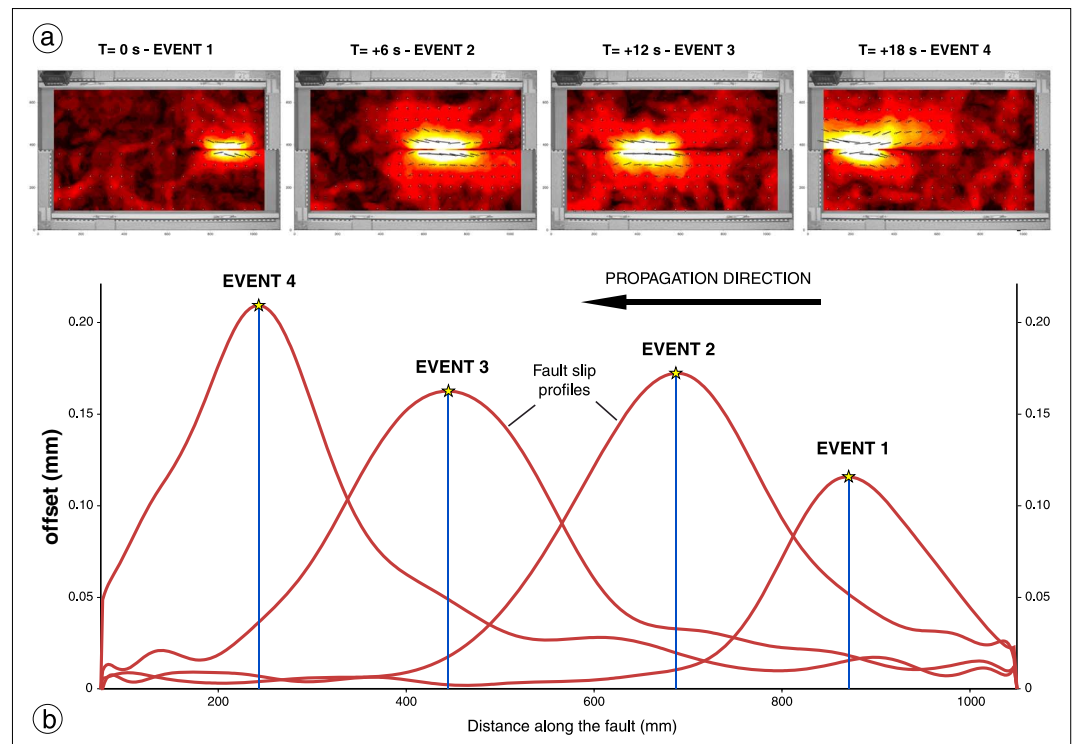 a
T= 0 s - EVENT 1
T= +6 s - EVENT 2
T= +12 s - EVENT 3
T= +18 s - EVENT 4
PROPAGATION DIRECTION
EVENT 4
EVENT 3
EVENT 2
EVENT 1
Fault slip
profiles
offset (mm)
0.20
0.15
0.10
0.05
0
0.20
0.15
0.10
0.05
0
200
400
600
800
1000
Distance along the fault (mm)
b